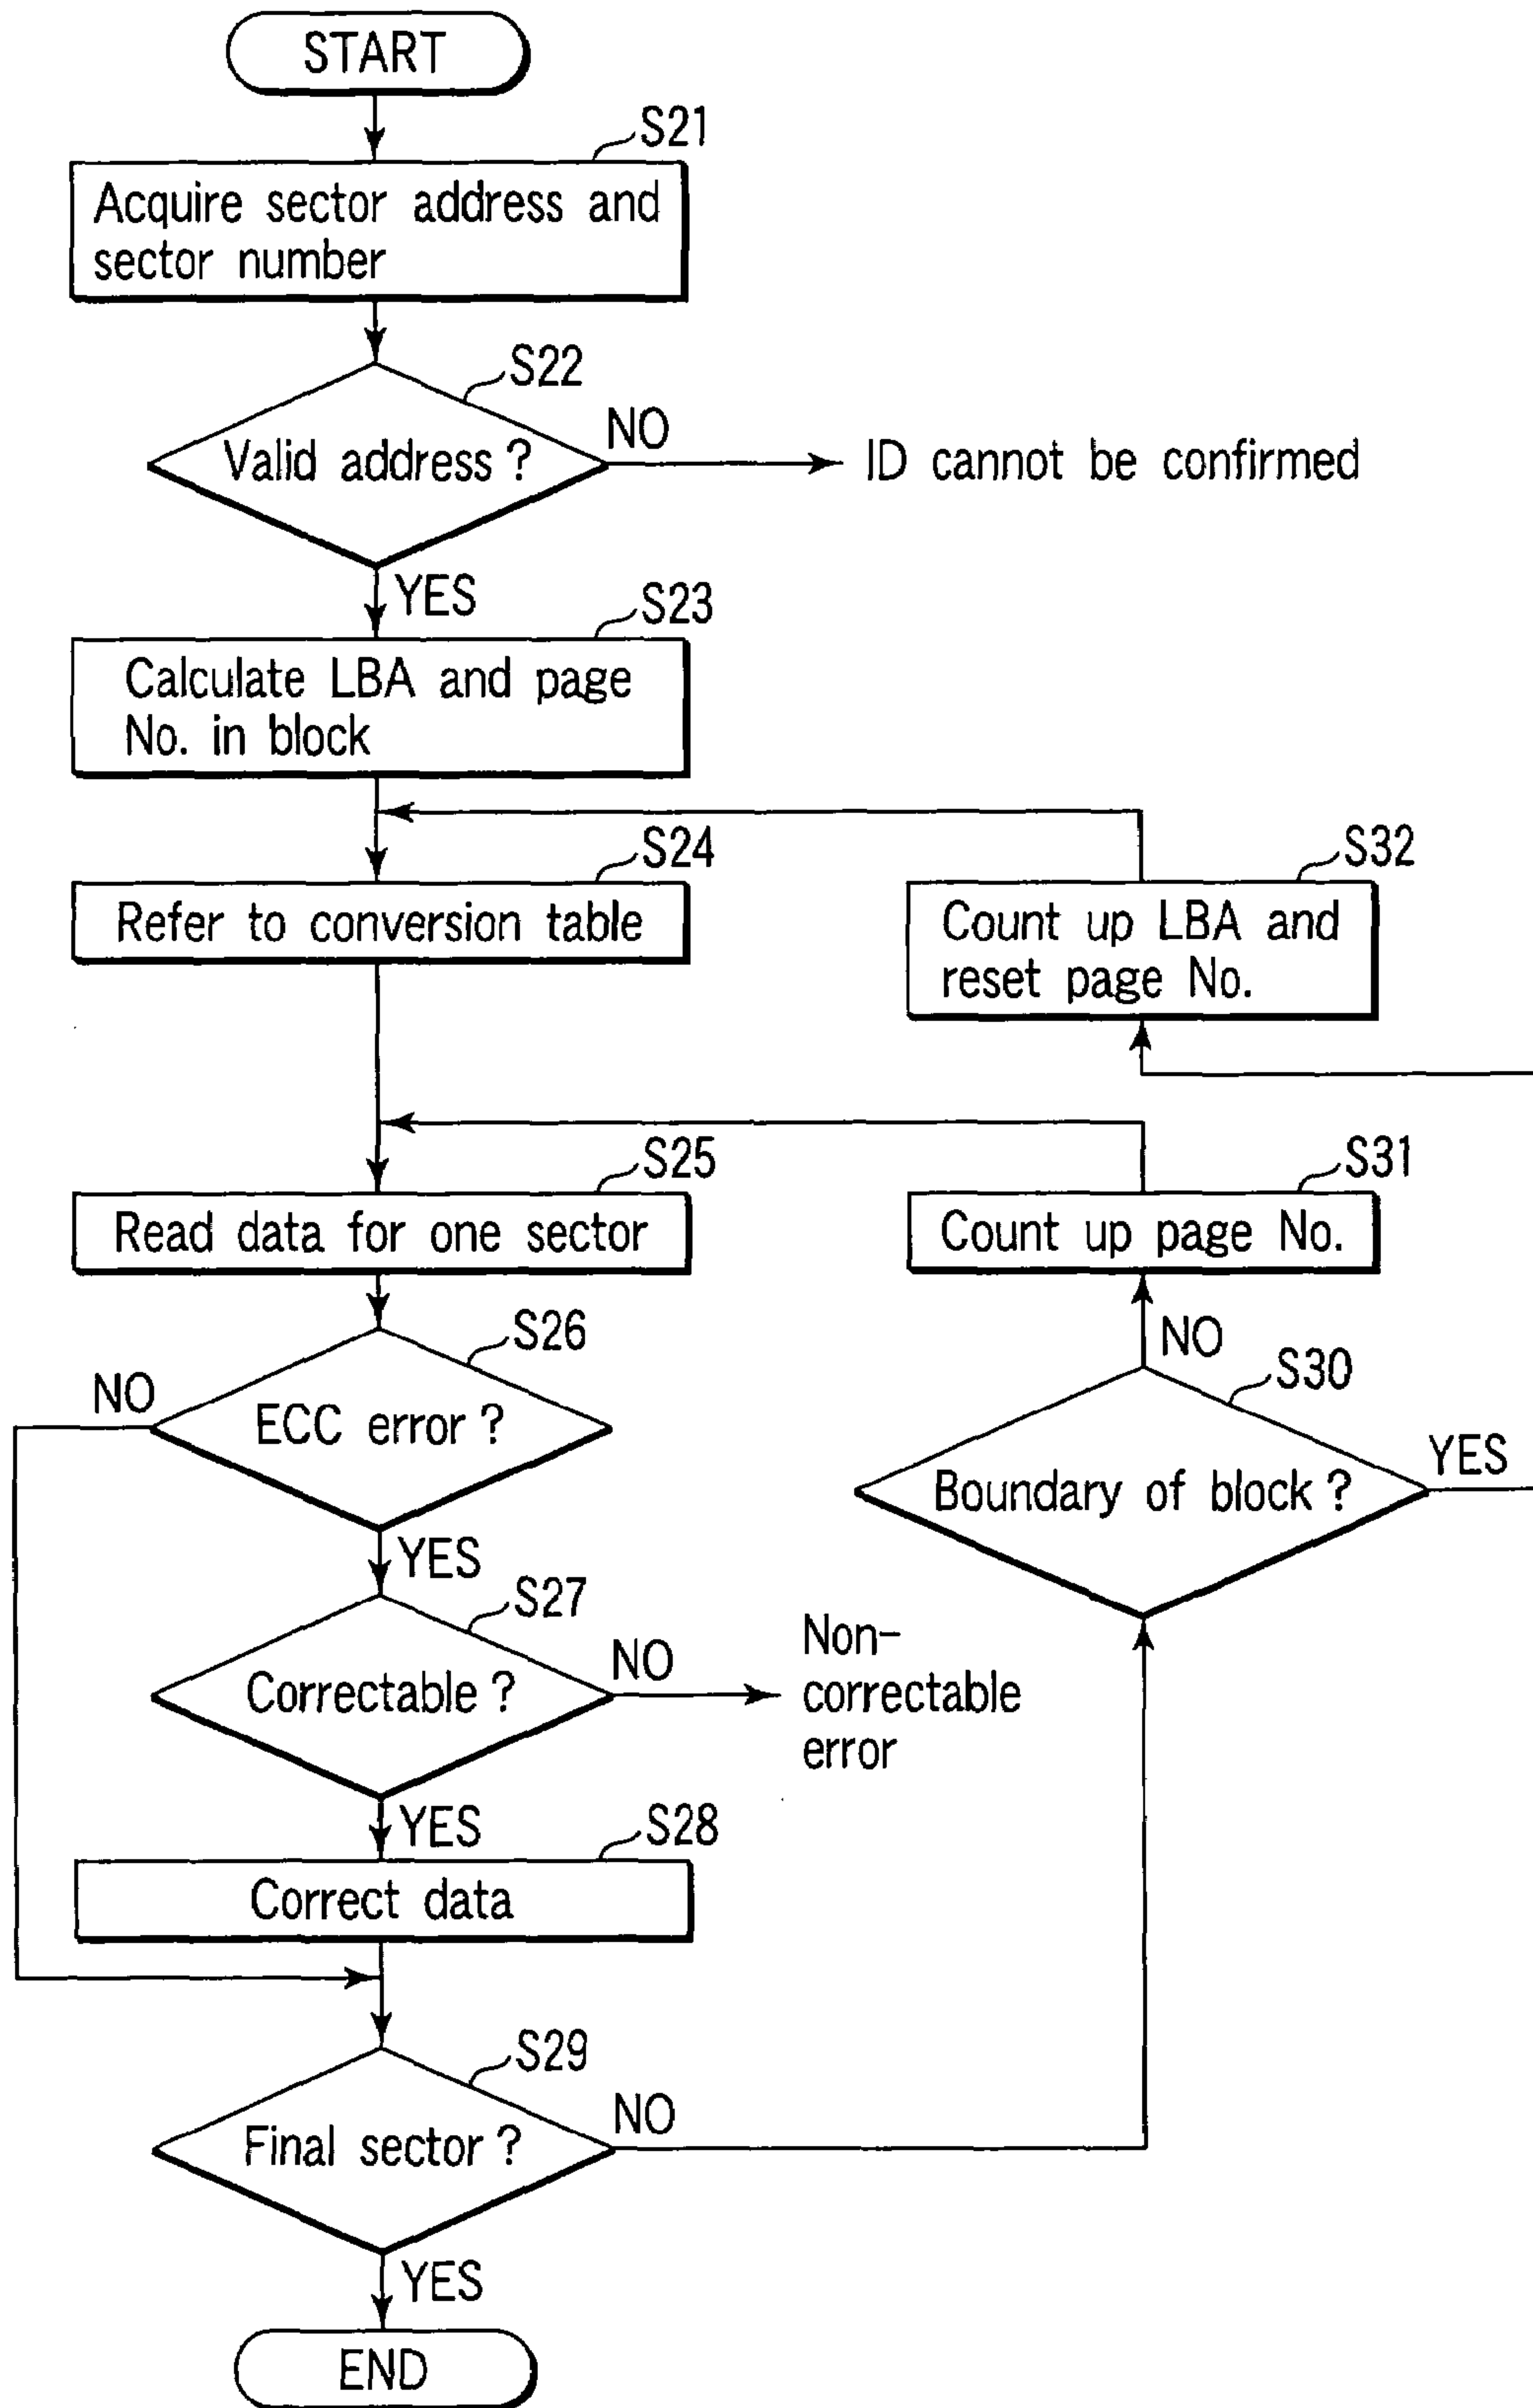 START
S21
Acquire sector address and
sector number
S22
Valid address ?
NO
ID cannot be confirmed
YES
S23
Calculate LBA and page
No. in block
S24
Refer to conversion table
S32
Count up LBA and
reset page No.
S25
Read data for one sector
S31
Count up page No.
S26
NO
ECC error ?
YES
NO
S30
Boundary of block ?
YES
S27
Correctable ?
NO
Non-
correctable
error
YES
S28
Correct data
S29
Final sector ?
NO
YES
END